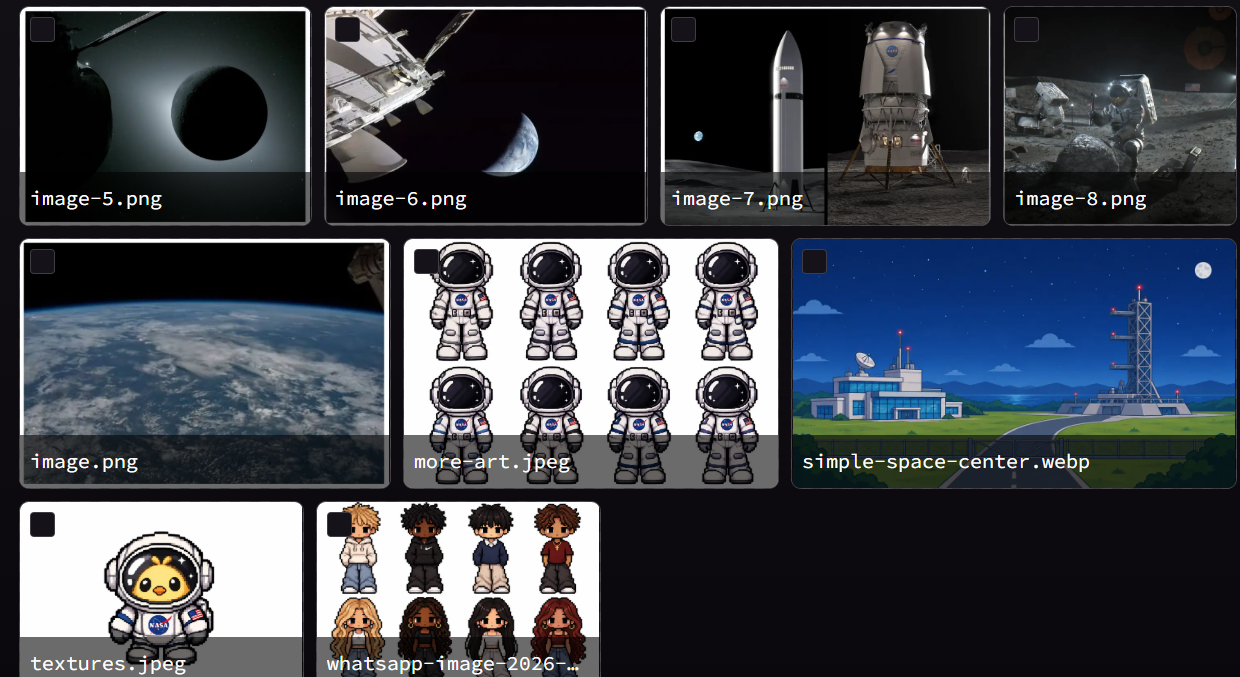 image-5.png
image-6.png
image-7.png
image-8.png
image.png
more-art.jpeg
simple-space-center.webp
NASA
textures.jpeg
whatsapp-image-2026-…